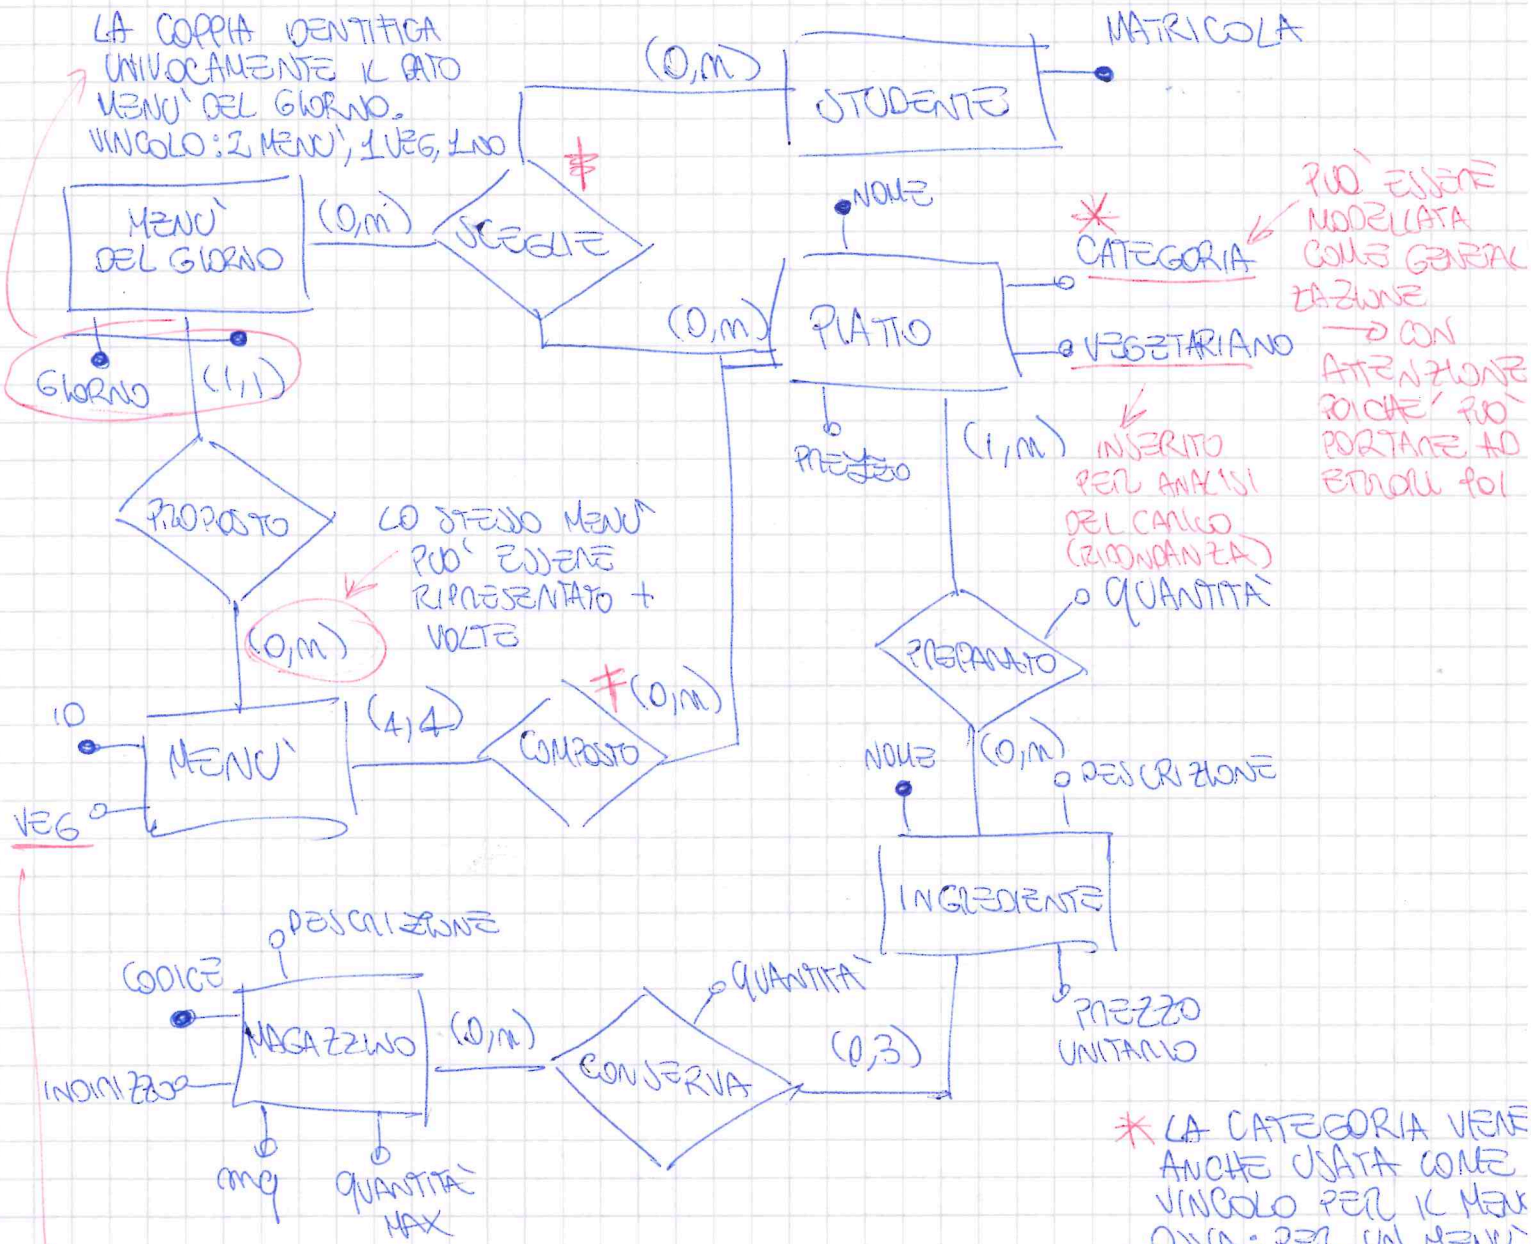 LA COPPIA IDENTIFICA
UNIVOCAMENTE IL DATO
MENU' DEL GIORNO.
VINCOLO: 2 MENU', 1 VEG, 1 NO
(0,n)
STUDENTE
MATRICOLA
MENU'
DEL GIORNO
(0,n)
SCEGLIE
*
(0,n)
NOME
PIATTO
*
CATEGORIA
VEGETARIANO
PREZZO
PUO' ESSERE
MODELLATA
COME GENERAL
ZAZIONE
→ CON
ATTENZIONE
POICHE' PUO'
PORTARE AD
ERRORI POI
GIORNO
(1,1)
(1,n)
INSERITO
PER ANALISI
DEL CARICO
(RIDONDANZA)
PROPOSTO
LO STESSO MENU'
PUO' ESSERE
RIPRESENTATO +
VOLTE
(0,n)
QUANTITA'
PREPARATO
(0,n)
ID
MENU'
VEG
(4,4)
COMPOSTO
*
(0,n)
NOME
DESCRIZIONE
INGREDIENTE
PREZZO
UNITARIO
DESCRIZIONE
CODICE
MAGAZZINO
INDIRIZZO
mq
QUANTITA'
MAX
(0,n)
CONSERVA
QUANTITA'
(0,3)
* LA CATEGORIA VIENE
ANCHE USATA COME
VINCOLO PER IL MENU
PER UN MENU'